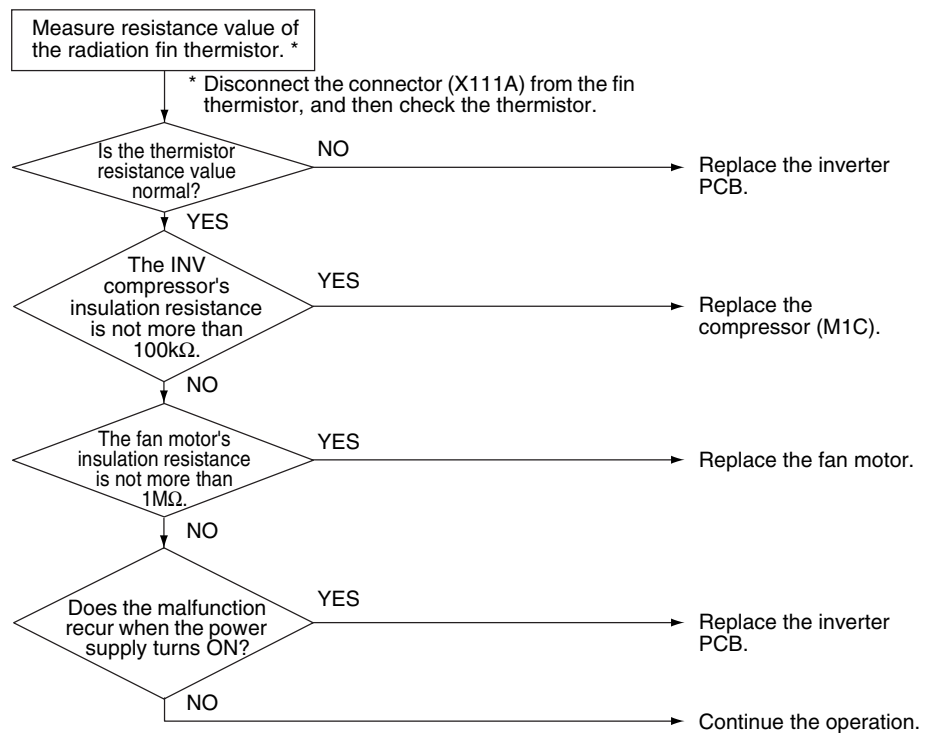 Measure resistance value of
the radiation fin thermistor. *
* Disconnect the connector (X111A) from the fin
thermistor, and then check the thermistor.
Is the thermistor
resistance value
normal?
NO
Replace the inverter
PCB.
YES
The INV
compressor's
insulation resistance
is not more than
100kΩ.
YES
Replace the
compressor (M1C).
NO
The fan motor's
insulation resistance
is not more than
1MΩ.
YES
Replace the fan motor.
NO
Does the malfunction
recur when the power
supply turns ON?
YES
Replace the inverter
PCB.
NO
Continue the operation.